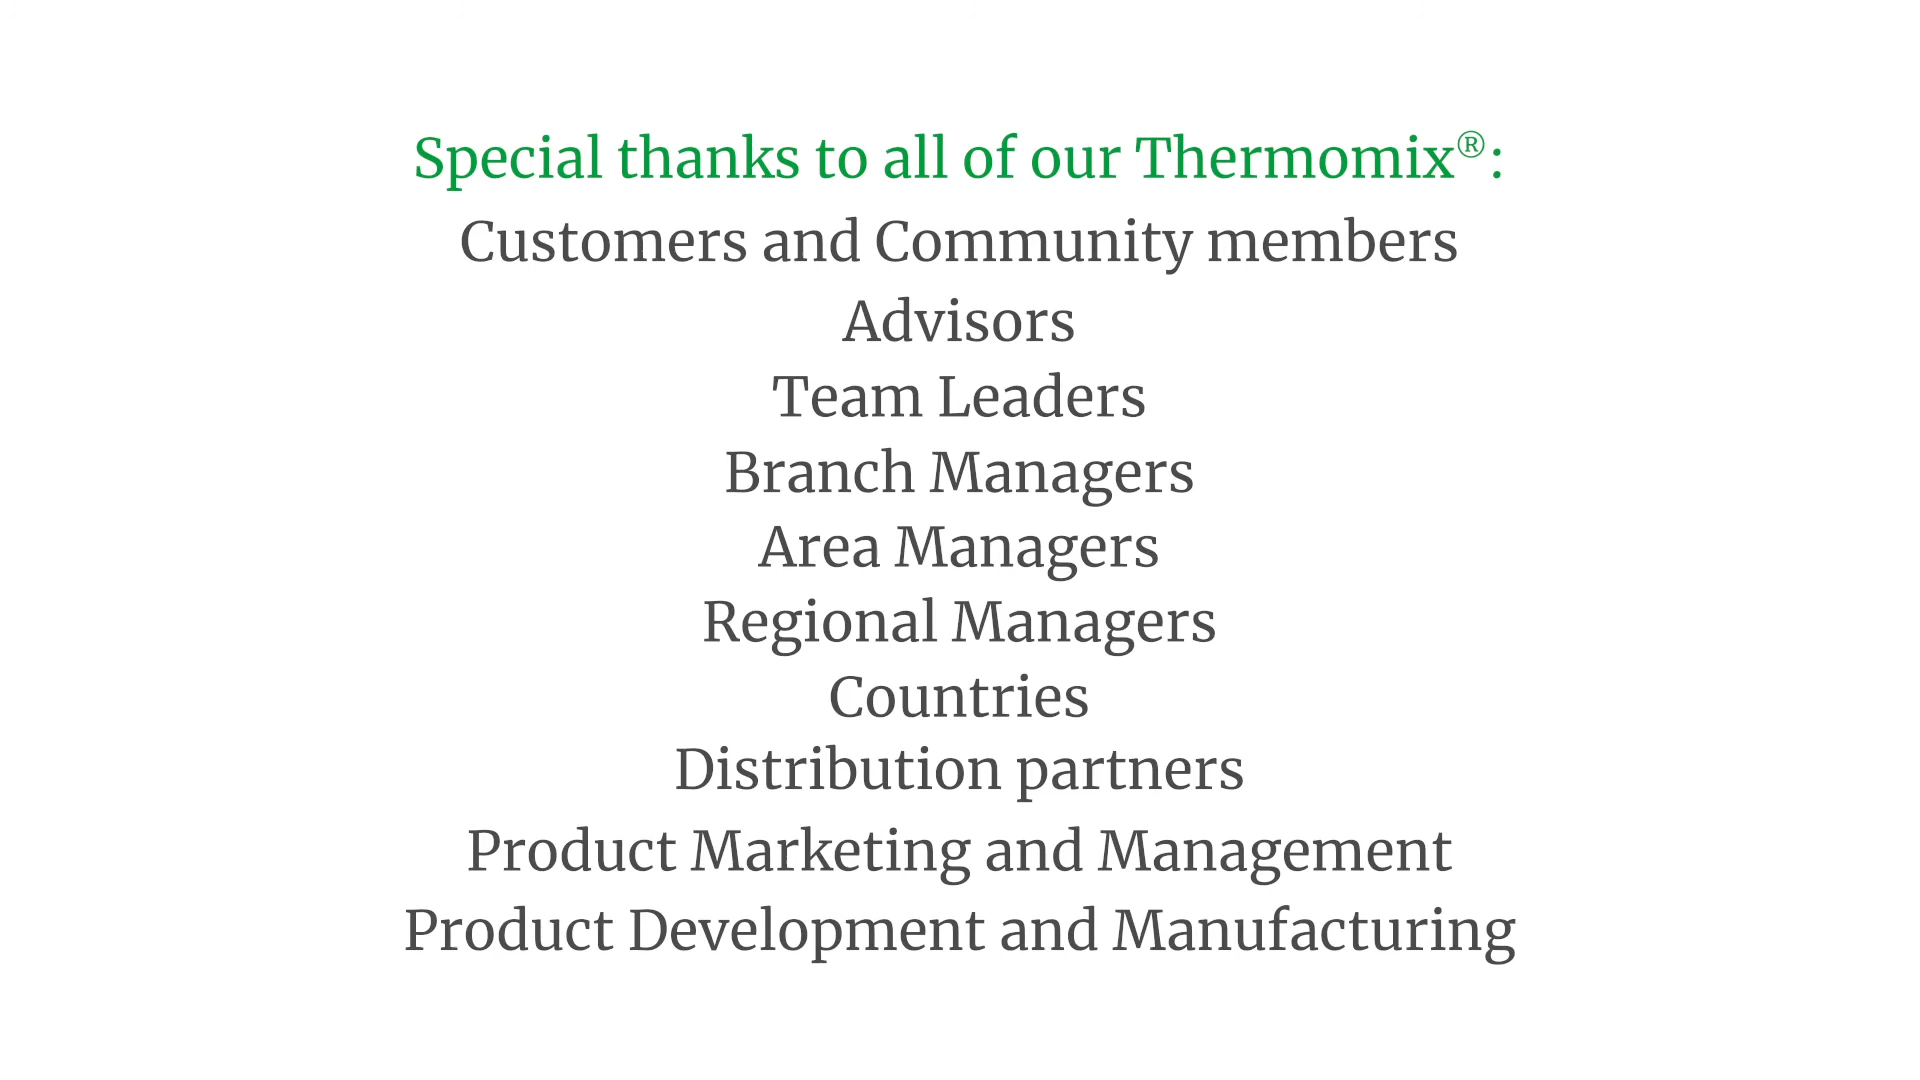 Special thanks to all of our Thermomix®:
Customers and Community members
Advisors
Team Leaders
Branch Managers
Area Managers
Regional Managers
Countries
Distribution partners
Product Marketing and Management
Product Development and Manufacturing